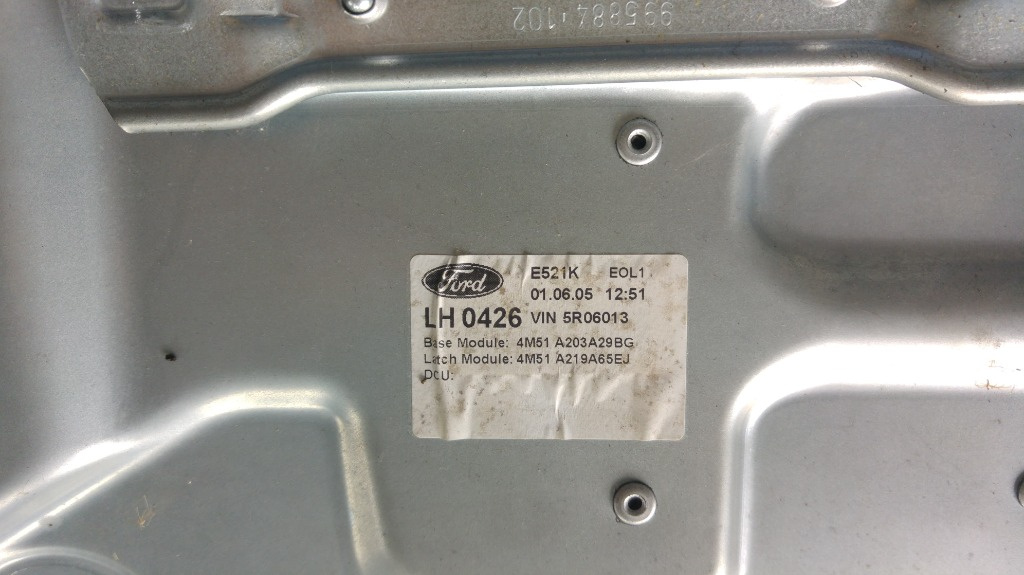 995884-102
Ford E521K EOL1
01.06.05 12:51
LH 0426 VIN 5R06013
Base Module: 4M51 A203A29BG
Latch Module: 4M51 A219A65EJ
DCU: